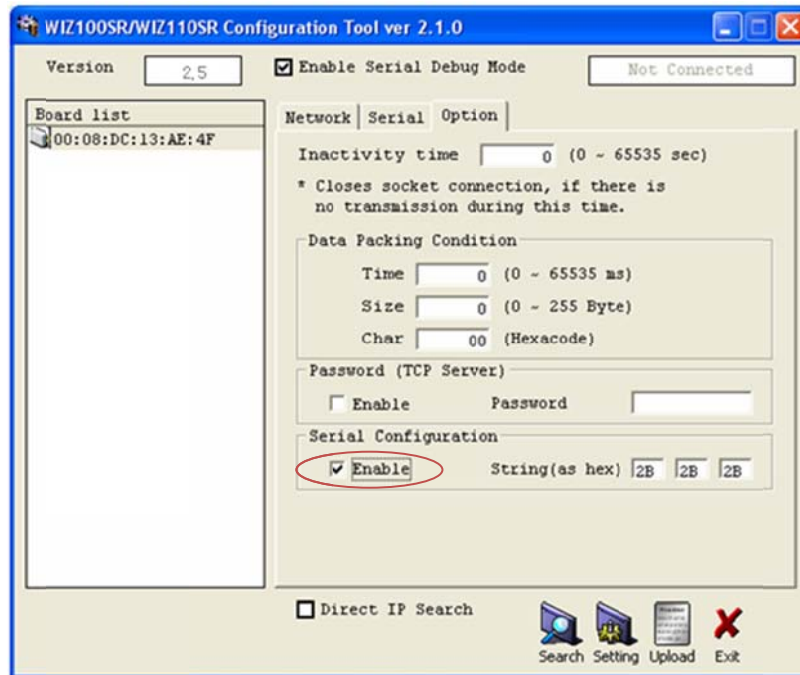 WIZ100SR/WIZ110SR Configuration Tool ver 2.1.0
Version 2.5 Enable Serial Debug Mode Not Connected
Board list
00:08:DC:13:AE:4F
Network Serial Option
Inactivity time 0 (0 ~ 65535 sec)
* Closes socket connection, if there is
no transmission during this time.
Data Packing Condition
Time 0 (0 ~ 65535 ms)
Size 0 (0 ~ 255 Byte)
Char 00 (Hexacode)
Password (TCP Server)
Enable Password
Serial Configuration
Enable String(as hex) 2B 2B 2B
Direct IP Search
Search Setting Upload Exit